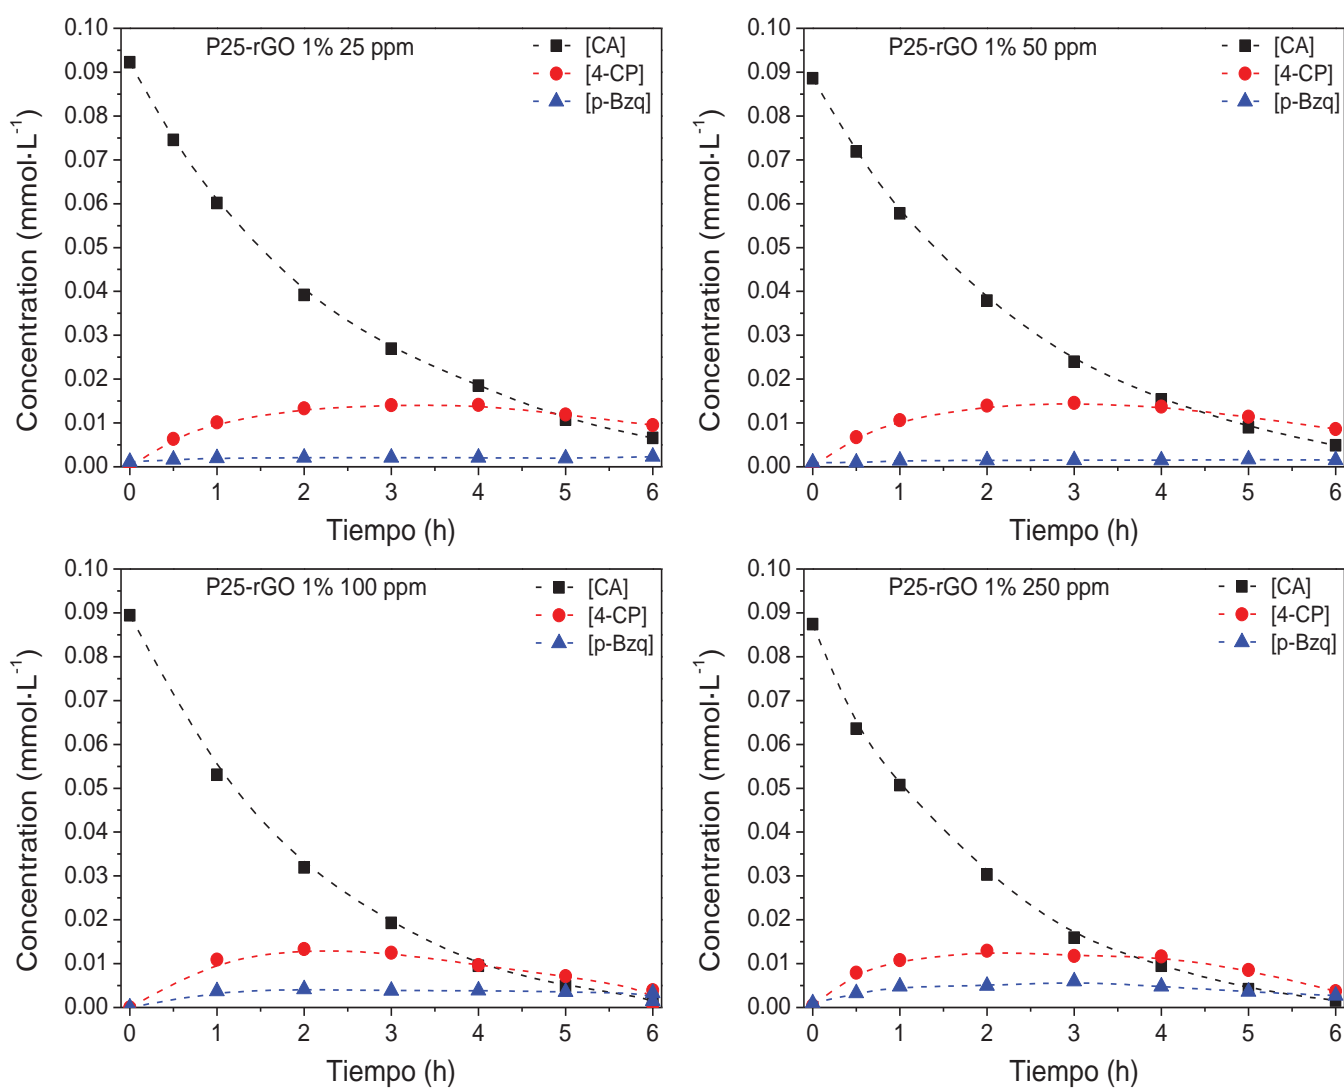 P25-rGO 1% 25 ppm
[CA]
[4-CP]
[p-Bzq]
Concentration (mmol·L⁻¹)
0.10
0.09
0.08
0.07
0.06
0.05
0.04
0.03
0.02
0.01
0.00
0 1 2 3 4 5 6
Tiempo (h)
P25-rGO 1% 50 ppm
[CA]
[4-CP]
[p-Bzq]
Concentration (mmol·L⁻¹)
0.10
0.09
0.08
0.07
0.06
0.05
0.04
0.03
0.02
0.01
0.00
0 1 2 3 4 5 6
Tiempo (h)
P25-rGO 1% 100 ppm
[CA]
[4-CP]
[p-Bzq]
Concentration (mmol·L⁻¹)
0.10
0.09
0.08
0.07
0.06
0.05
0.04
0.03
0.02
0.01
0.00
0 1 2 3 4 5 6
Tiempo (h)
P25-rGO 1% 250 ppm
[CA]
[4-CP]
[p-Bzq]
Concentration (mmol·L⁻¹)
0.10
0.09
0.08
0.07
0.06
0.05
0.04
0.03
0.02
0.01
0.00
0 1 2 3 4 5 6
Tiempo (h)